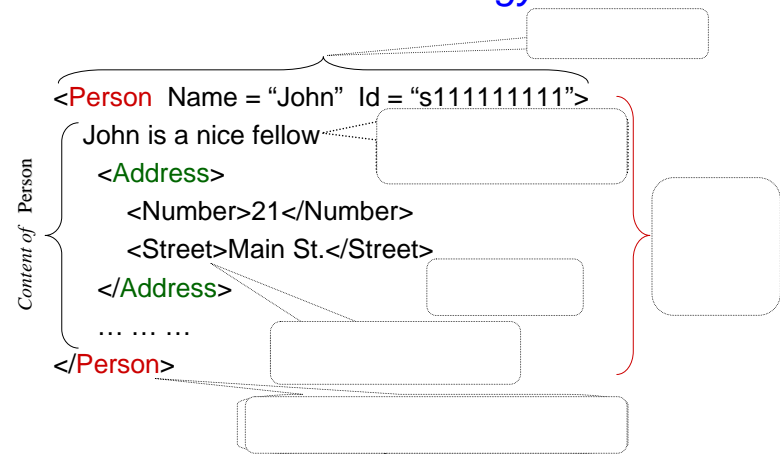 gy
<Person Name = “John” Id = “s111111111”>
John is a nice fellow
<Address>
<Number>21</Number>
<Street>Main St.</Street>
</Address>
… … …
</Person>
Content of Person